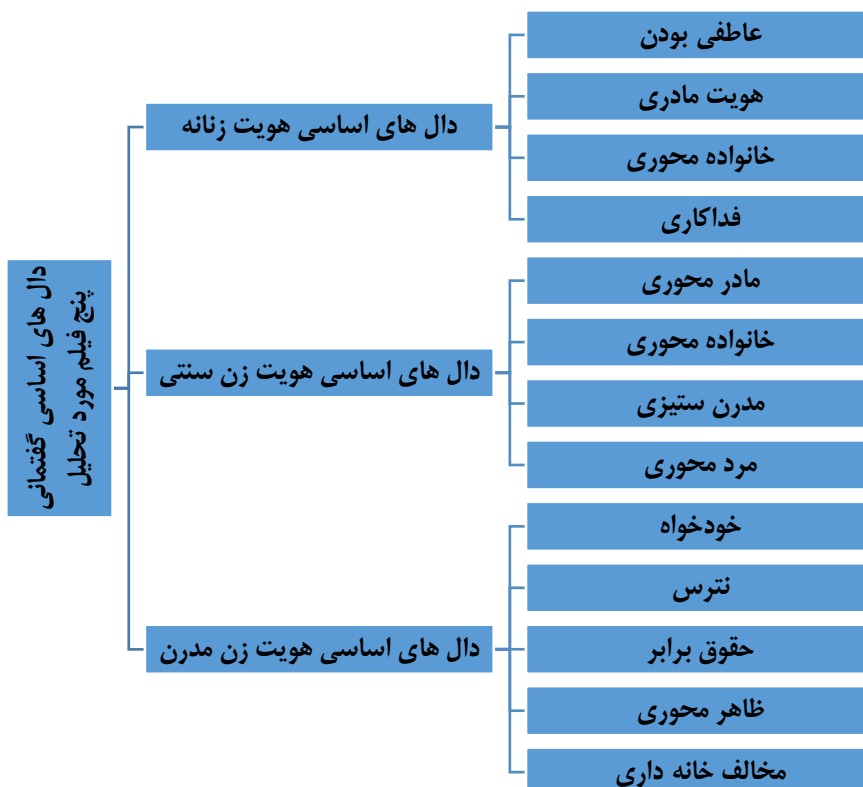 دال های اساسی گفتمانی
پنج فیلم مورد تحلیل
دال های اساسی هویت زنانه
عاطفی بودن
هویت مادری
خانواده محوری
فداکاری
دال های اساسی هویت زن سنتی
مادر محوری
خانواده محوری
مدرن ستیزی
مرد محوری
دال های اساسی هویت زن مدرن
خودخواه
نترس
حقوق برابر
ظاهر محوری
مخالف خانه داری